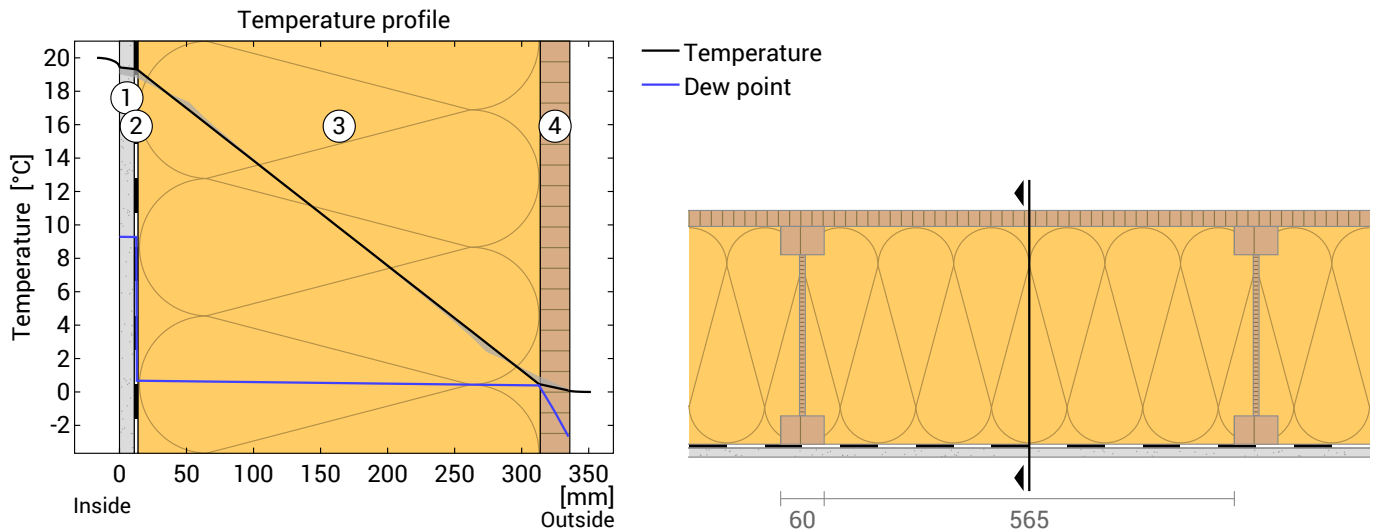 Temperature profile
Temperature [°C]
20
18
16
14
12
10
8
6
4
2
0
-2
1
2
3
4
0 50 100 150 200 250 300 350
[mm]
Inside
Outside
Temperature
Dew point
60 565